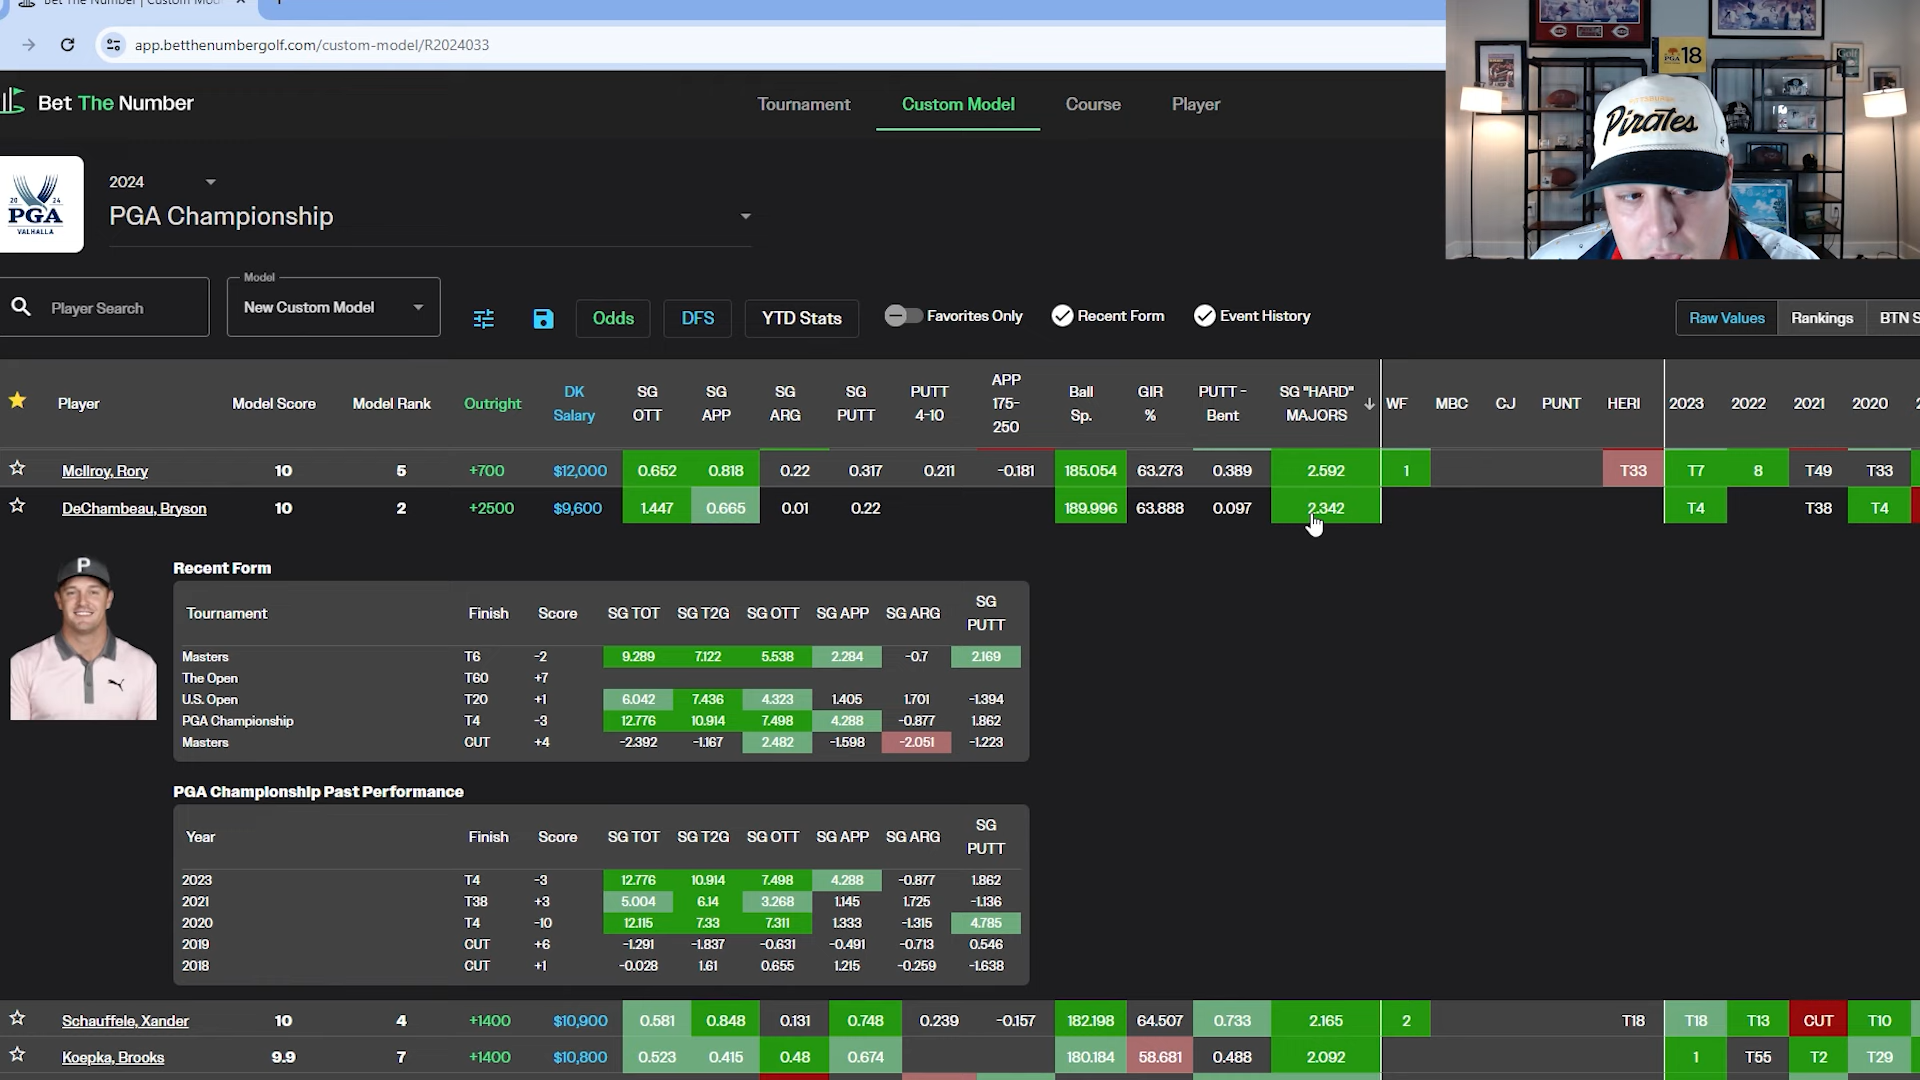 Bet The Number | Custom Mod
app.betthenumbergolf.com/custom-model/R2024033
Bet The Number
Tournament Custom Model Course Player
PGA 18
Pirates
20 24
PGA
VALHALLA
2024
PGA Championship
Player Search
Model
New Custom Model
Odds DFS YTD Stats Favorites Only Recent Form Event History
Raw Values Rankings BTN S
Player Model Score Model Rank Outright DK Salary SG OTT SG APP SG ARG SG PUTT PUTT 4-10 APP 175-250 Ball Sp. GIR % PUTT - Bent SG "HARD" MAJORS WF MBC CJ PUNT HERI 2023 2022 2021 2020 2
McIlroy, Rory 10 5 +700 $12,000 0.652 0.818 0.22 0.317 0.211 -0.181 185.054 63.273 0.389 2.592 1 T33 T7 8 T49 T33
DeChambeau, Bryson 10 2 +2500 $9,600 1.447 0.665 0.01 0.22 189.996 63.888 0.097 2.342 T4 T38 T4
P
Recent Form
Tournament Finish Score SG TOT SG T2G SG OTT SG APP SG ARG SG PUTT
Masters T6 -2 9.289 7.122 5.538 2.284 -0.7 2.169
The Open T60 +7
U.S. Open T20 +1 6.042 7.436 4.323 1.405 1.701 -1.394
PGA Championship T4 -3 12.776 10.914 7.498 4.288 -0.877 1.862
Masters CUT +4 -2.392 -1.167 2.482 -1.598 -2.051 -1.223
PGA Championship Past Performance
Year Finish Score SG TOT SG T2G SG OTT SG APP SG ARG SG PUTT
2023 T4 -3 12.776 10.914 7.498 4.288 -0.877 1.862
2021 T38 +3 5.004 6.14 3.268 1.145 1.725 -1.136
2020 T4 -10 12.115 7.33 7.311 1.333 -1.315 4.785
2019 CUT +6 -1.291 -1.837 -0.631 -0.491 -0.713 0.546
2018 CUT +1 -0.028 1.61 0.655 1.215 -0.259 -1.638
Schauffele, Xander 10 4 +1400 $10,900 0.581 0.848 0.131 0.748 0.239 -0.157 182.198 64.507 0.733 2.165 2 T18 T18 T13 CUT T10
Koepka, Brooks 9.9 7 +1400 $10,800 0.523 0.415 0.48 0.674 180.184 58.681 0.488 2.092 1 T55 T2 T29